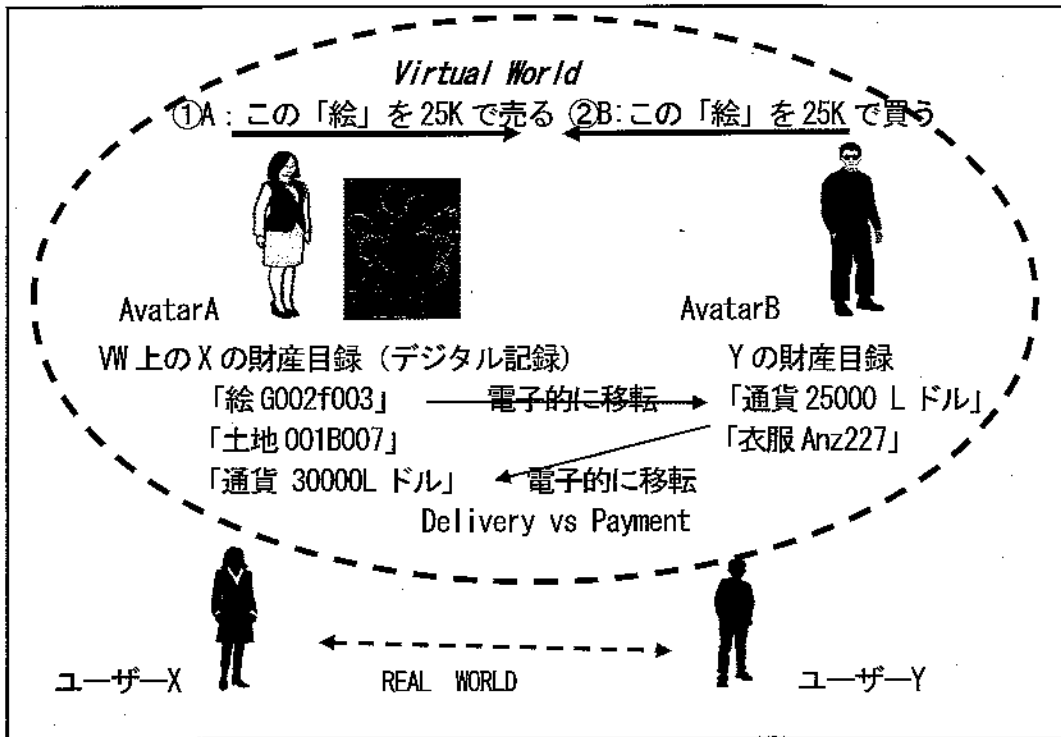 Virtual World
①A：この「絵」を25Kで売る ②B:この「絵」を25Kで買う
AvatarA AvatarB
VW上のXの財産目録（デジタル記録） Yの財産目録
「絵G002f003」 電子的に移転 「通貨25000 Lドル」
「土地001B007」 「衣服Anz227」
「通貨 30000Lドル」 電子的に移転
Delivery vs Payment
ユーザーX REAL WORLD ユーザーY